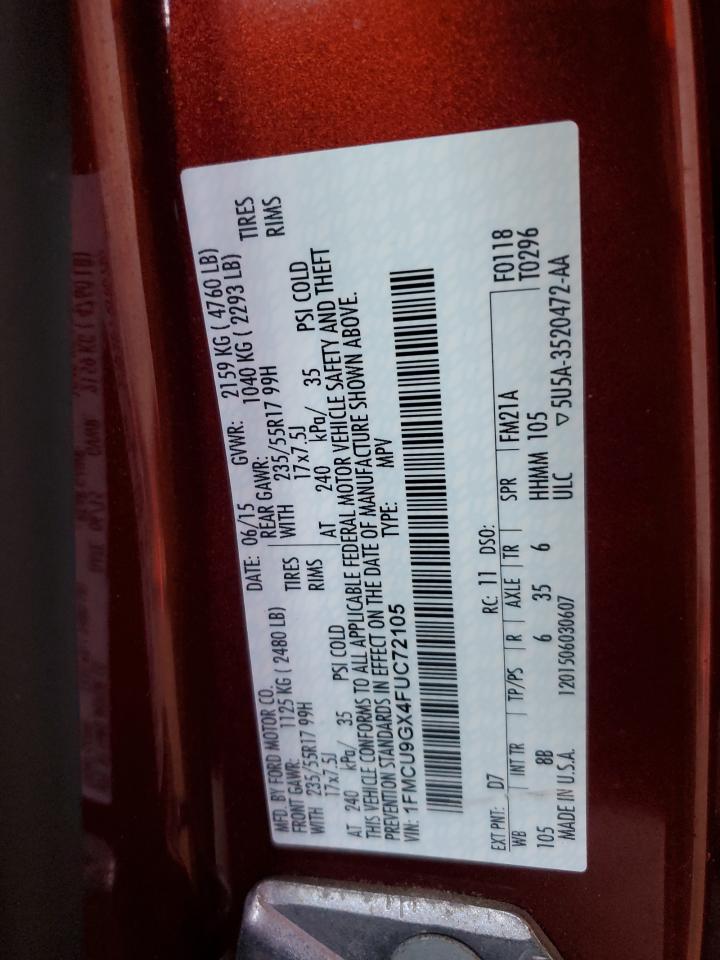 MFD. BY FORD MOTOR CO.
DATE: 06/15 GVWR: 2159 KG ( 4760 LB)
FRONT GAWR: 1125 KG ( 2480 LB) REAR GAWR: 1040 KG ( 2293 LB)
WITH 235/55R17 99H TIRES WITH 235/55R17 99H TIRES
17x7.5J RIMS 17x7.5J RIMS
AT 240 kPa/ 35 PSI COLD AT 240 kPa/ 35 PSI COLD
THIS VEHICLE CONFORMS TO ALL APPLICABLE FEDERAL MOTOR VEHICLE SAFETY AND THEFT
PREVENTION STANDARDS IN EFFECT ON THE DATE OF MANUFACTURE SHOWN ABOVE.
VIN: 1FMCU9GX4FUC72105 TYPE: MPV
EXT PNT: D7 RC: 11 DSO:
WB INT TR TP/PS R AXLE TR SPR FM21A F0118
105 8B 6 35 6 HHMM 105 T0296
MADE IN U.S.A. 1201506030607 ULC ▽5U5A-3520472-AA